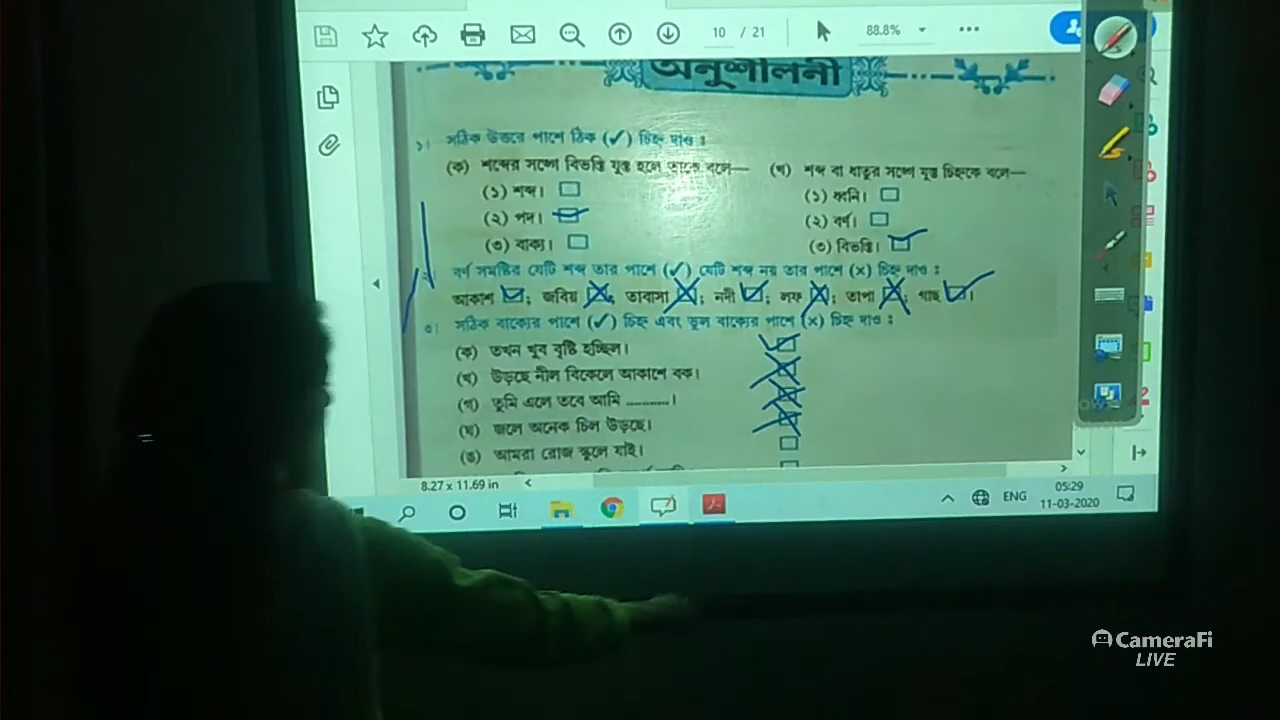 10 / 21
88.8%
অনুশীলনী
১। সঠিক উত্তরে পাশে ঠিক (✓) চিহ্ন দাও :
(ক) শব্দের সঙ্গে বিভক্তি যুক্ত হলে তাকে বলে—
(১) শব্দ।
(২) পদ।
(৩) বাক্য।
(খ) শব্দ বা ধাতুর সঙ্গে যুক্ত চিহ্নকে বলে—
(১) ধ্বনি।
(২) বর্ণ।
(৩) বিভক্তি।
বর্ণ সমষ্টির যেটি শব্দ তার পাশে (✓) যেটি শব্দ নয় তার পাশে (x) চিহ্ন দাও :
আকাশ ; জবিয় ; তাবাসা ; নদী ; লফ ; তাপা ; গাছ ।
৩। সঠিক বাক্যের পাশে (✓) চিহ্ন এবং ভুল বাক্যের পাশে (x) চিহ্ন দাও :
(ক) তখন খুব বৃষ্টি হচ্ছিল।
(খ) উড়ছে নীল বিকেলে আকাশে বক।
(গ) তুমি এলে তবে আমি ..........।
(ঘ) জলে অনেক চিল উড়ছে।
(ঙ) আমরা রোজ স্কুলে যাই।
8.27 x 11.69 in
ENG
05:29
11-03-2020
CameraFi
LIVE